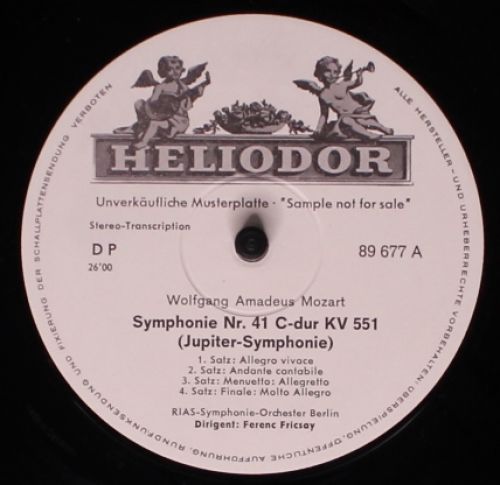 HELIODOR
Unverkäufliche Musterplatte · "Sample not for sale"
Stereo-Transcription
D P
26'00
89 677 A
Wolfgang Amadeus Mozart
Symphonie Nr. 41 C-dur KV 551
(Jupiter-Symphonie)
1. Satz: Allegro vivace
2. Satz: Andante cantabile
3. Satz: Menuetto: Allegretto
4. Satz: Finale: Molto Allegro
RIAS-Symphonie-Orchester Berlin
Dirigent: Ferenc Fricsay
ALLE HERSTELLER- UND URHEBERRECHTE VORBEHALTEN: ÜBERSPIELUNG, ÖFFENTLICHE AUFFÜHRUNG, RUNDFUNKSENDUNG UND FIXIERUNG DER SCHALLPLATTENSENDUNG VERBOTEN